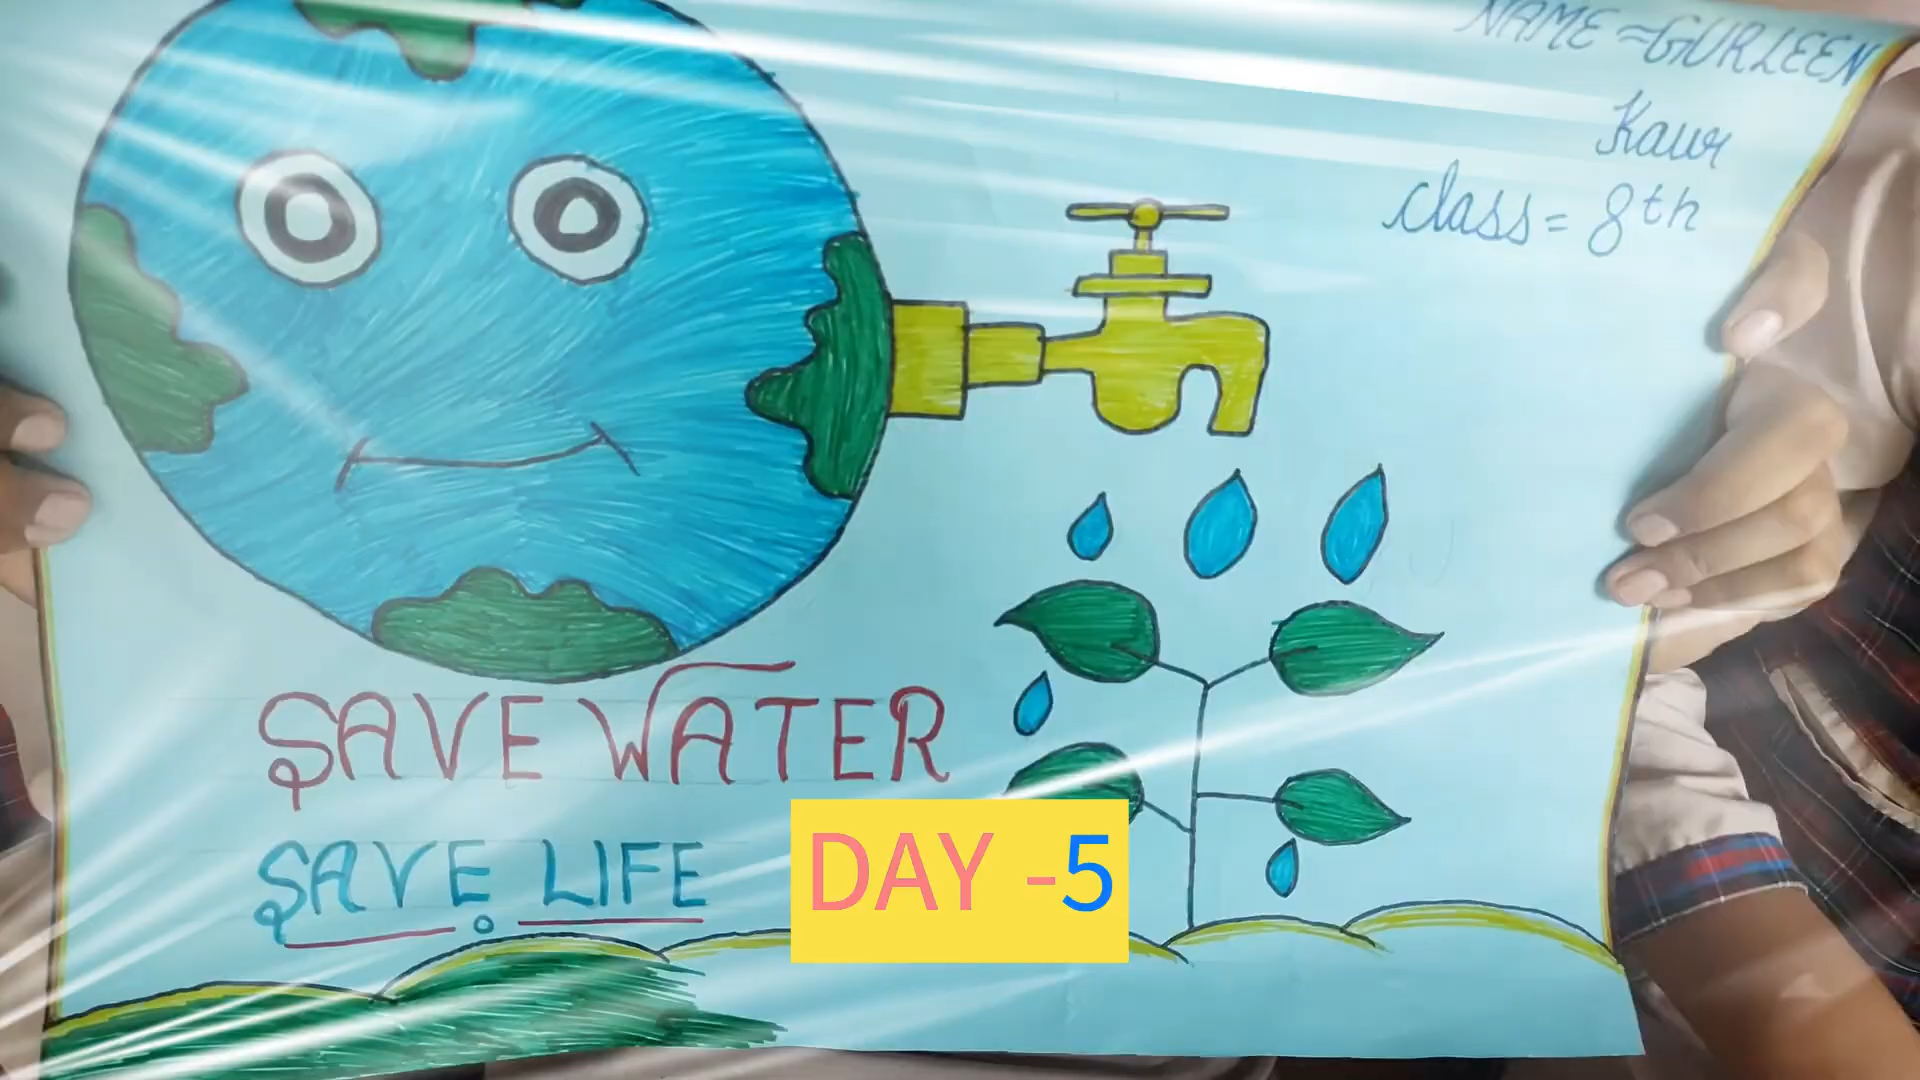 NAME =GURLEEN
Kaur
class = 8th
SAVE WATER
SAVE LIFE
DAY -5